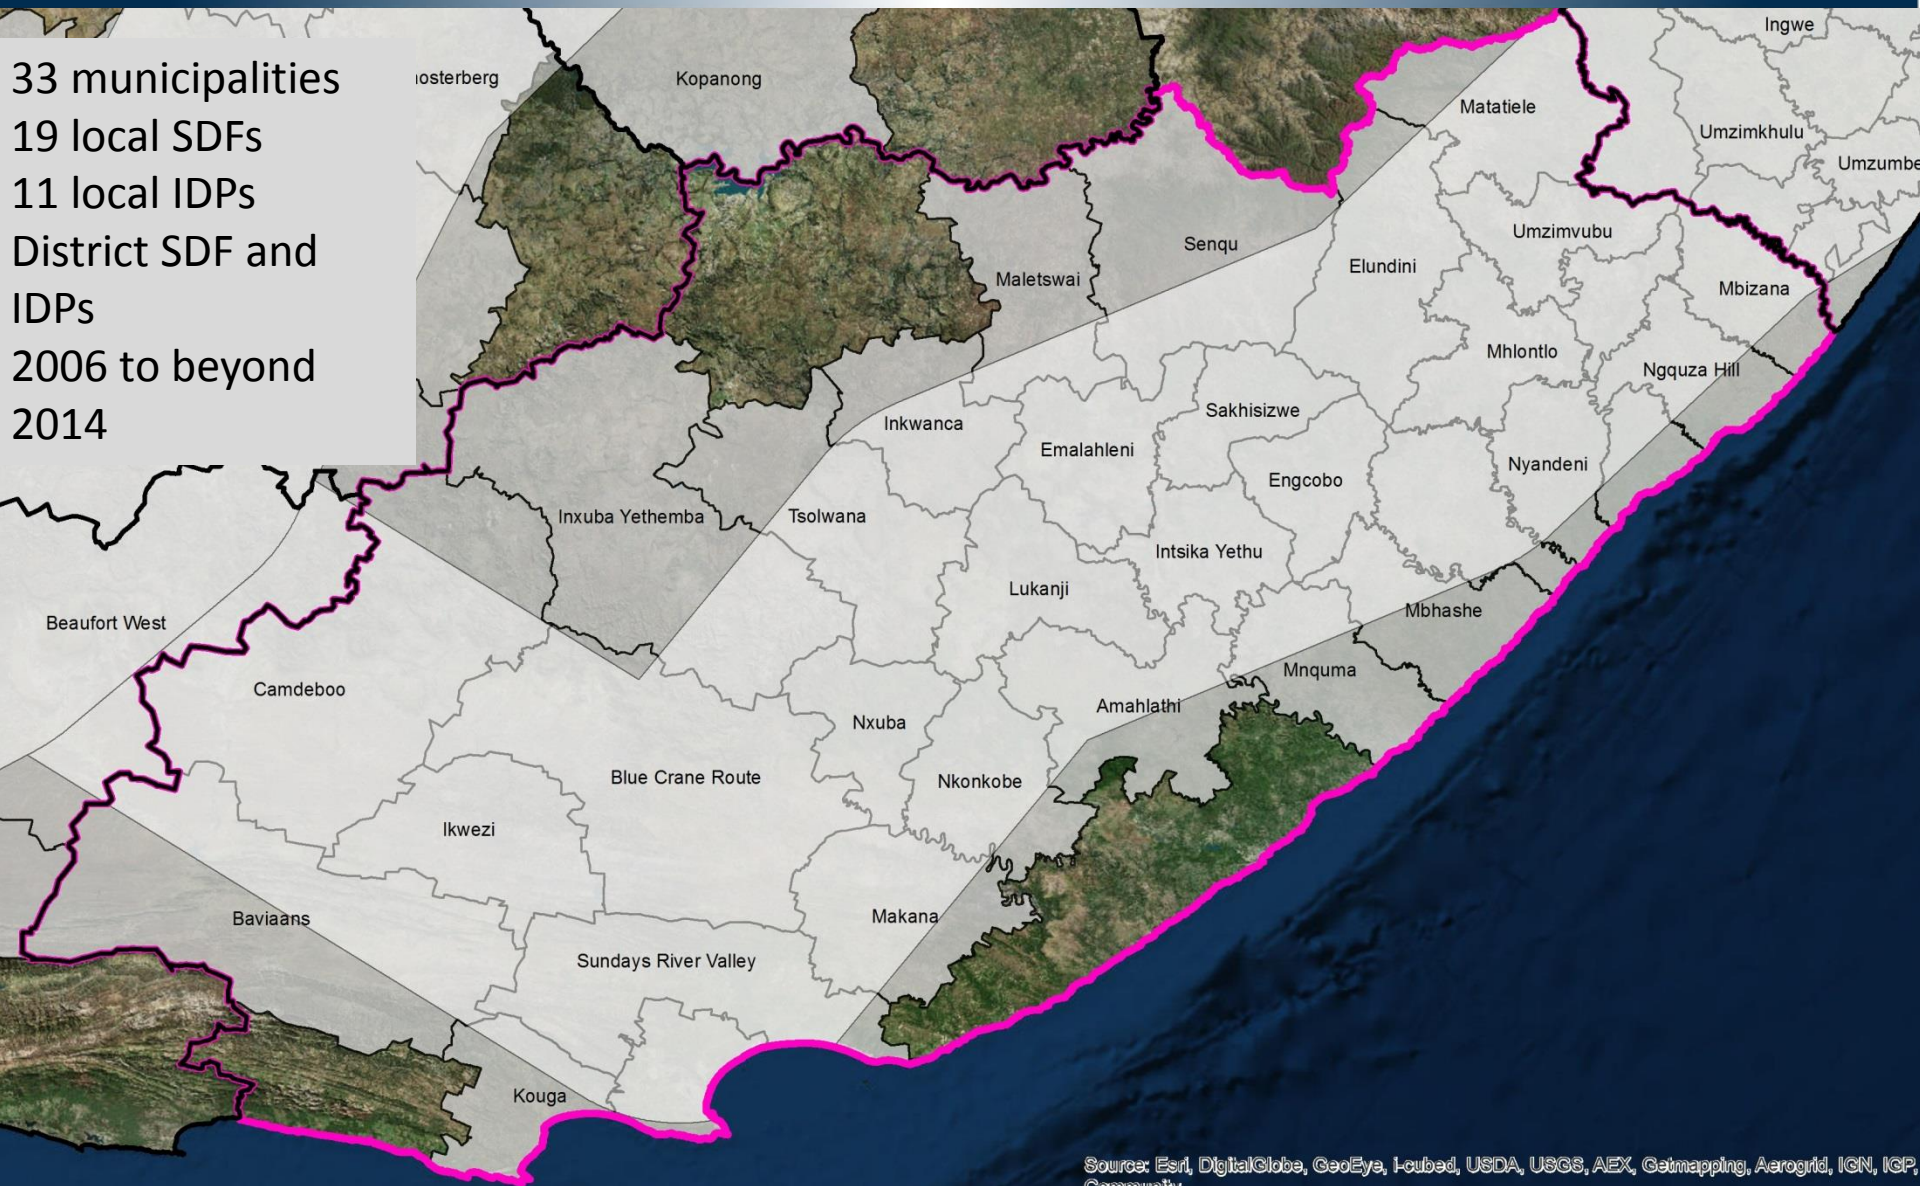 33 municipalities
19 local SDFs
11 local IDPs
District SDF and
IDPs
2006 to beyond
2014
Kopanong
Ingwe
Matatiele
Umzimkhulu
Senqu
Umzimvubu
Maletswai
Elundini
Mbizana
Mhlontlo
Ngquza Hill
Sakhisizwe
Inkwanca
Emalahleni
Nyandeni
Engcobo
Inxuba Yethemba
Tsolwana
Intsika Yethu
Lukanji
Mbhashe
Beaufort West
Mnquma
Camdeboo
Amahlathi
Nxuba
Blue Crane Route
Nkonkobe
Ikwezi
Makana
Baviaans
Sundays River Valley
Kouga
Source: Esri, DigitalGlobe, GeoEye, i-cubed, USDA, USGS, AEX, Getmapping, Aerogrid, IGN, IGP,